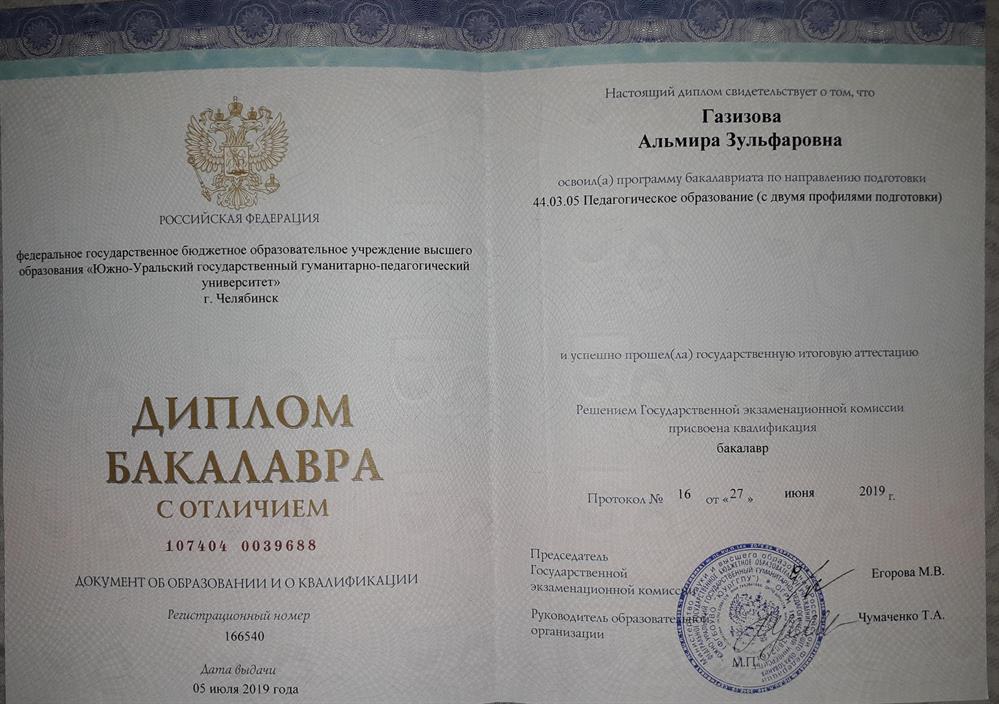 РОССИЙСКАЯ ФЕДЕРАЦИЯ
федеральное государственное бюджетное образовательное учреждение высшего
образования «Южно-Уральский государственный гуманитарно-педагогический
университет»
г. Челябинск
ДИПЛОМ
БАКАЛАВРА
С ОТЛИЧИЕМ
107404 0039688
ДОКУМЕНТ ОБ ОБРАЗОВАНИИ И О КВАЛИФИКАЦИИ
Регистрационный номер
166540
Дата выдачи
05 июля 2019 года
Настоящий диплом свидетельствует о том, что
Газизова
Альмира Зульфаровна
освоил(а) программу бакалавриата по направлению подготовки
44.03.05 Педагогическое образование (с двумя профилями подготовки)
и успешно прошел(ла) государственную итоговую аттестацию
Решением Государственной экзаменационной комиссии
присвоена квалификация
бакалавр
Протокол № 16 от «27» июня 2019 г.
Председатель
Государственной
экзаменационной комиссии Егорова М.В.
Руководитель образовательной Чумаченко Т.А.
организации
М.П.